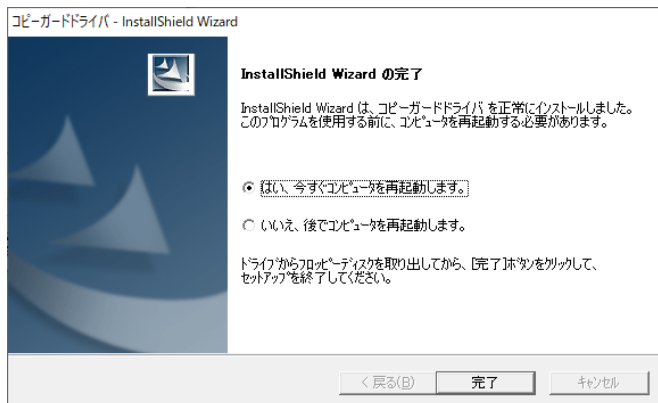 コピーガードドライバ - InstallShield Wizard
InstallShield Wizard の完了
InstallShield Wizard は、コピーガードドライバ を正常にインストールしました。
このプログラムを使用する前に、コンピュータを再起動する必要があります。
はい、今すぐコンピュータを再起動します。
いいえ、後でコンピュータを再起動します。
ドライブからフロッピーディスクを取り出してから、[完了]ボタンをクリックして、
セットアップを終了してください。
< 戻る(B)
完了
キャンセル